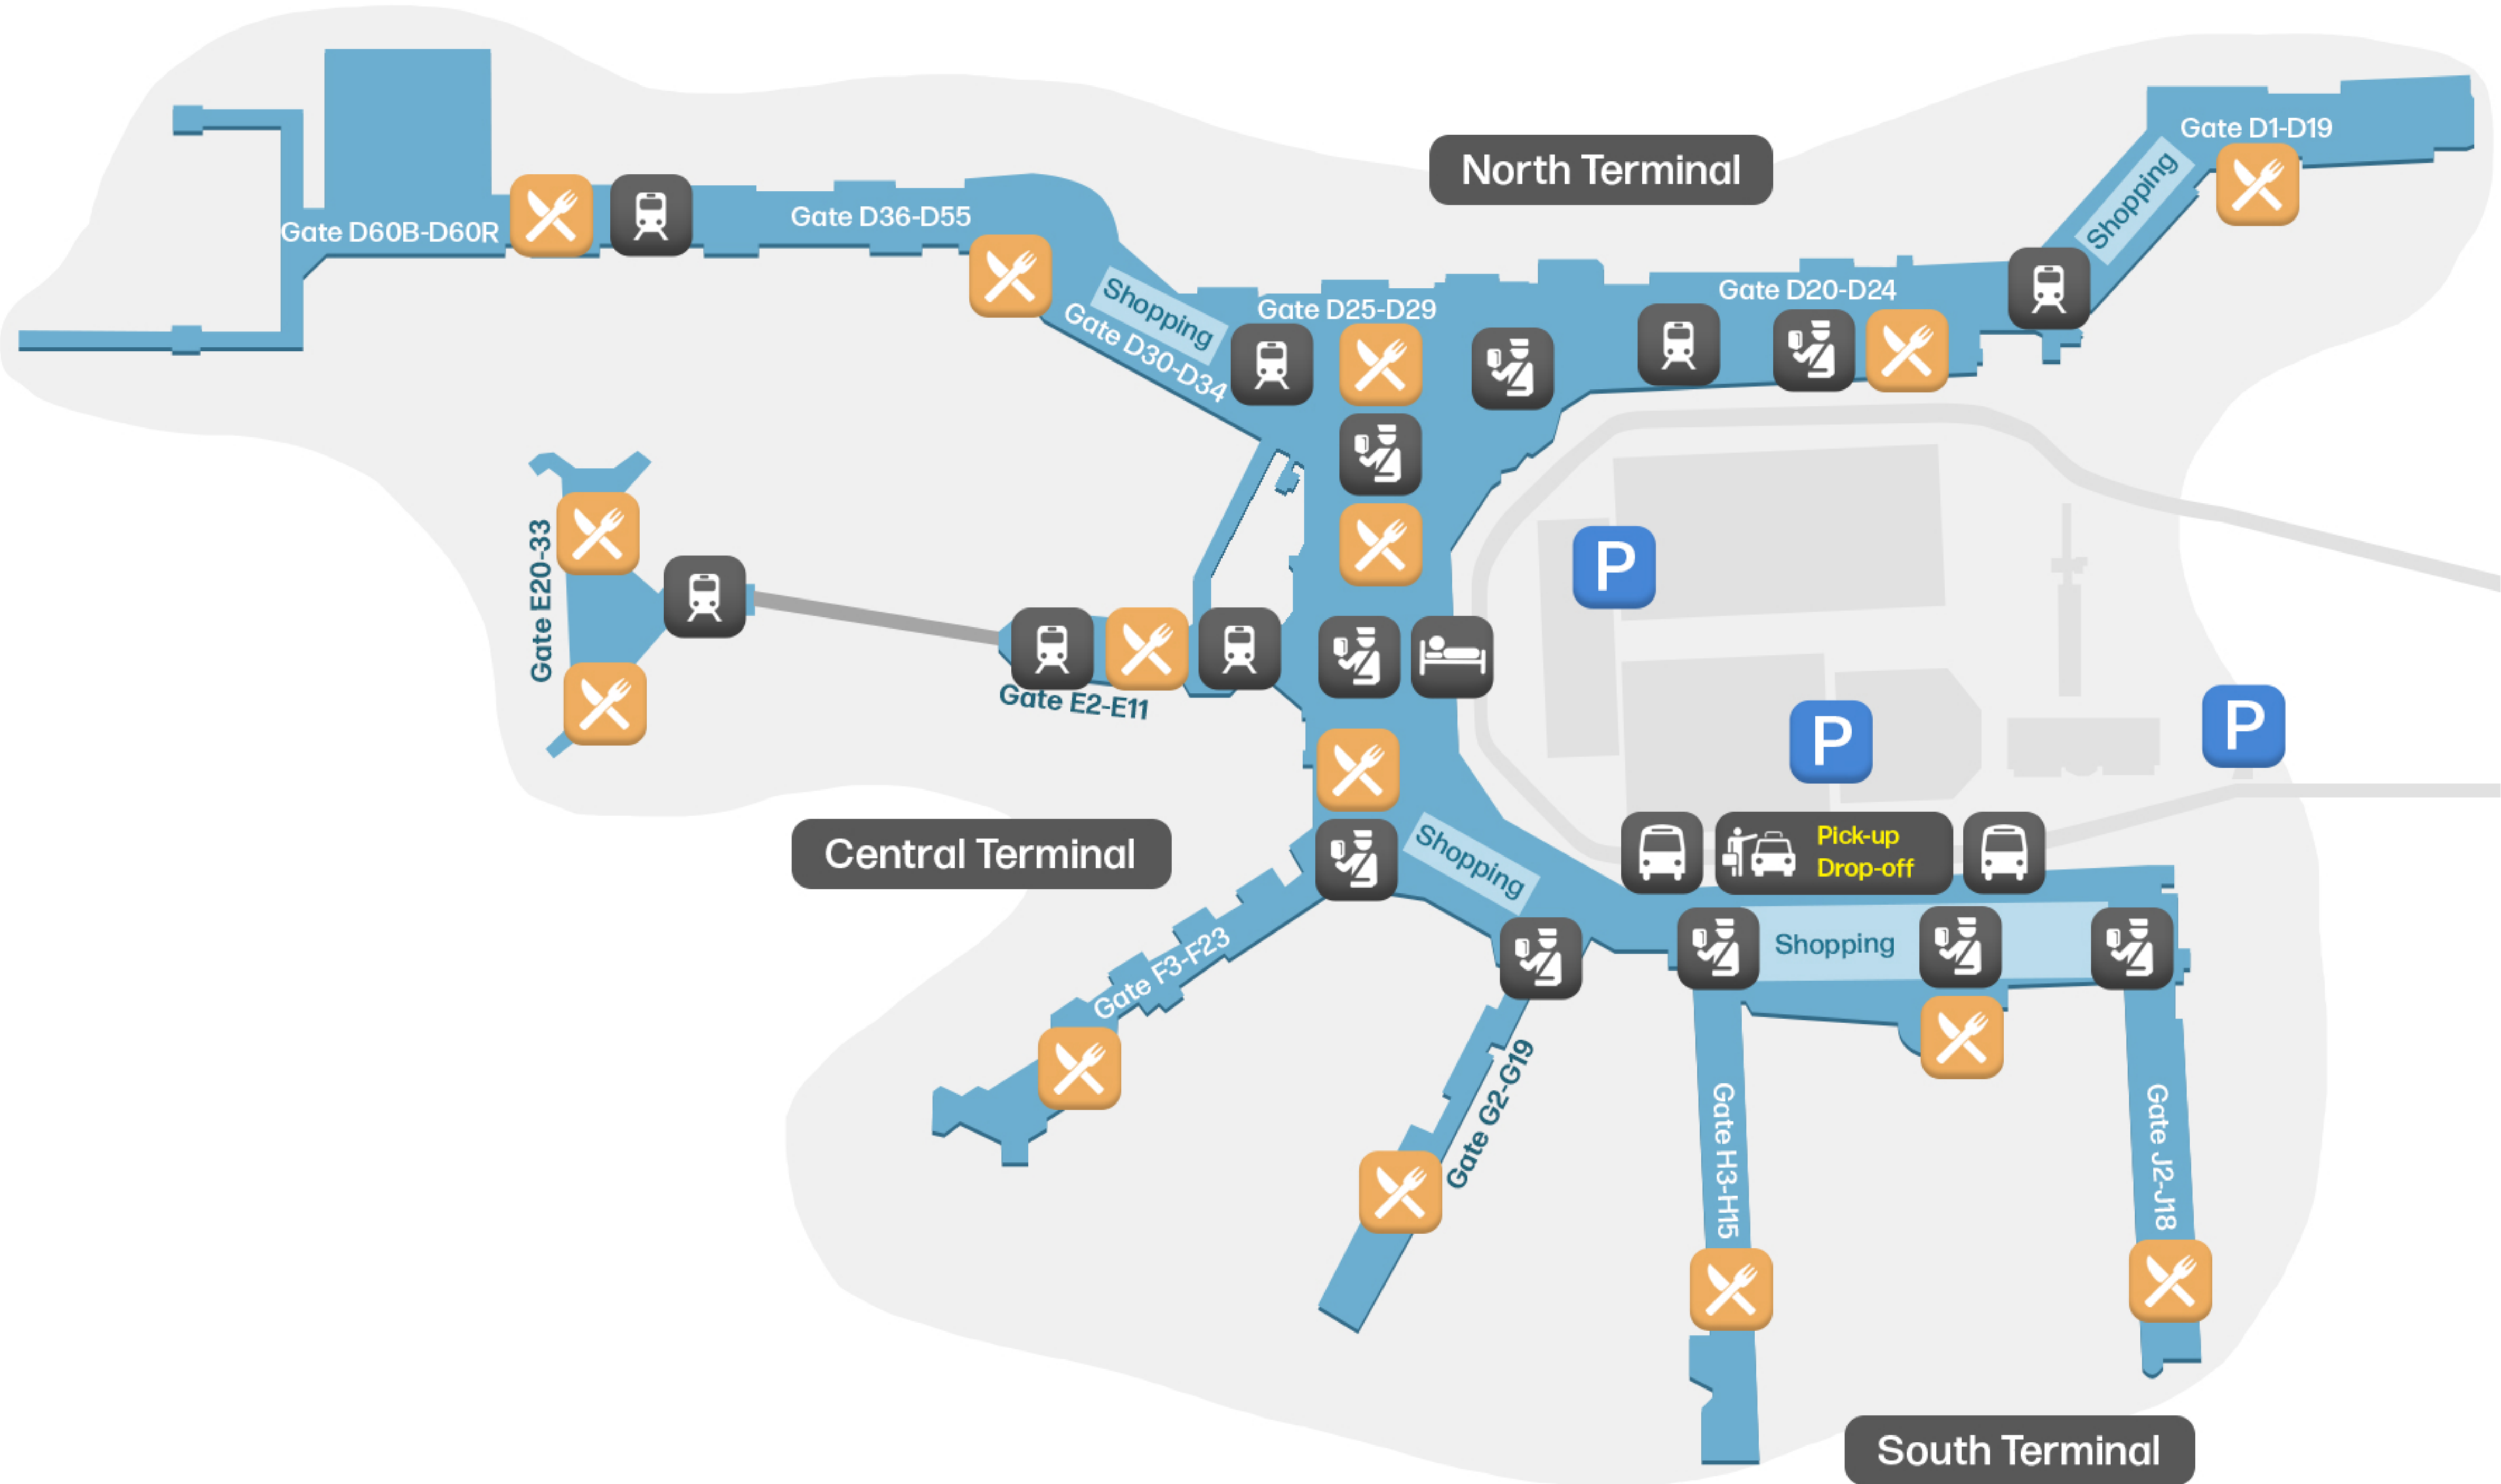 North Terminal
Gate D1-D19
Shopping
Gate D60B-D60R
Gate D36-D55
Shopping
Gate D30-D34
Gate D25-D29
Gate D20-D24
Gate E20-33
Gate E2-E11
P
P
P
Central Terminal
Shopping
Pick-up
Drop-off
Shopping
Gate F3-F23
Gate G2-G19
Gate H3-H15
Gate J2-J18
South Terminal